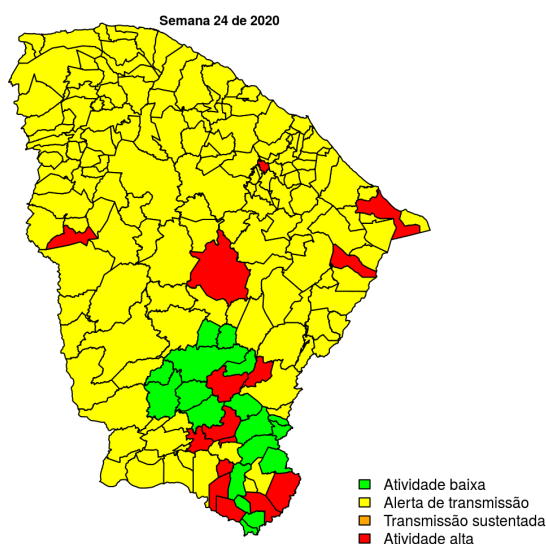 Semana 24 de 2020
Atividade baixa
Alerta de transmissão
Transmissão sustentada
Atividade alta